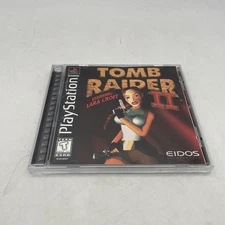 PlayStation
TOMB
RAIDER
II
STARRING
LARA CROFT
EIDOS